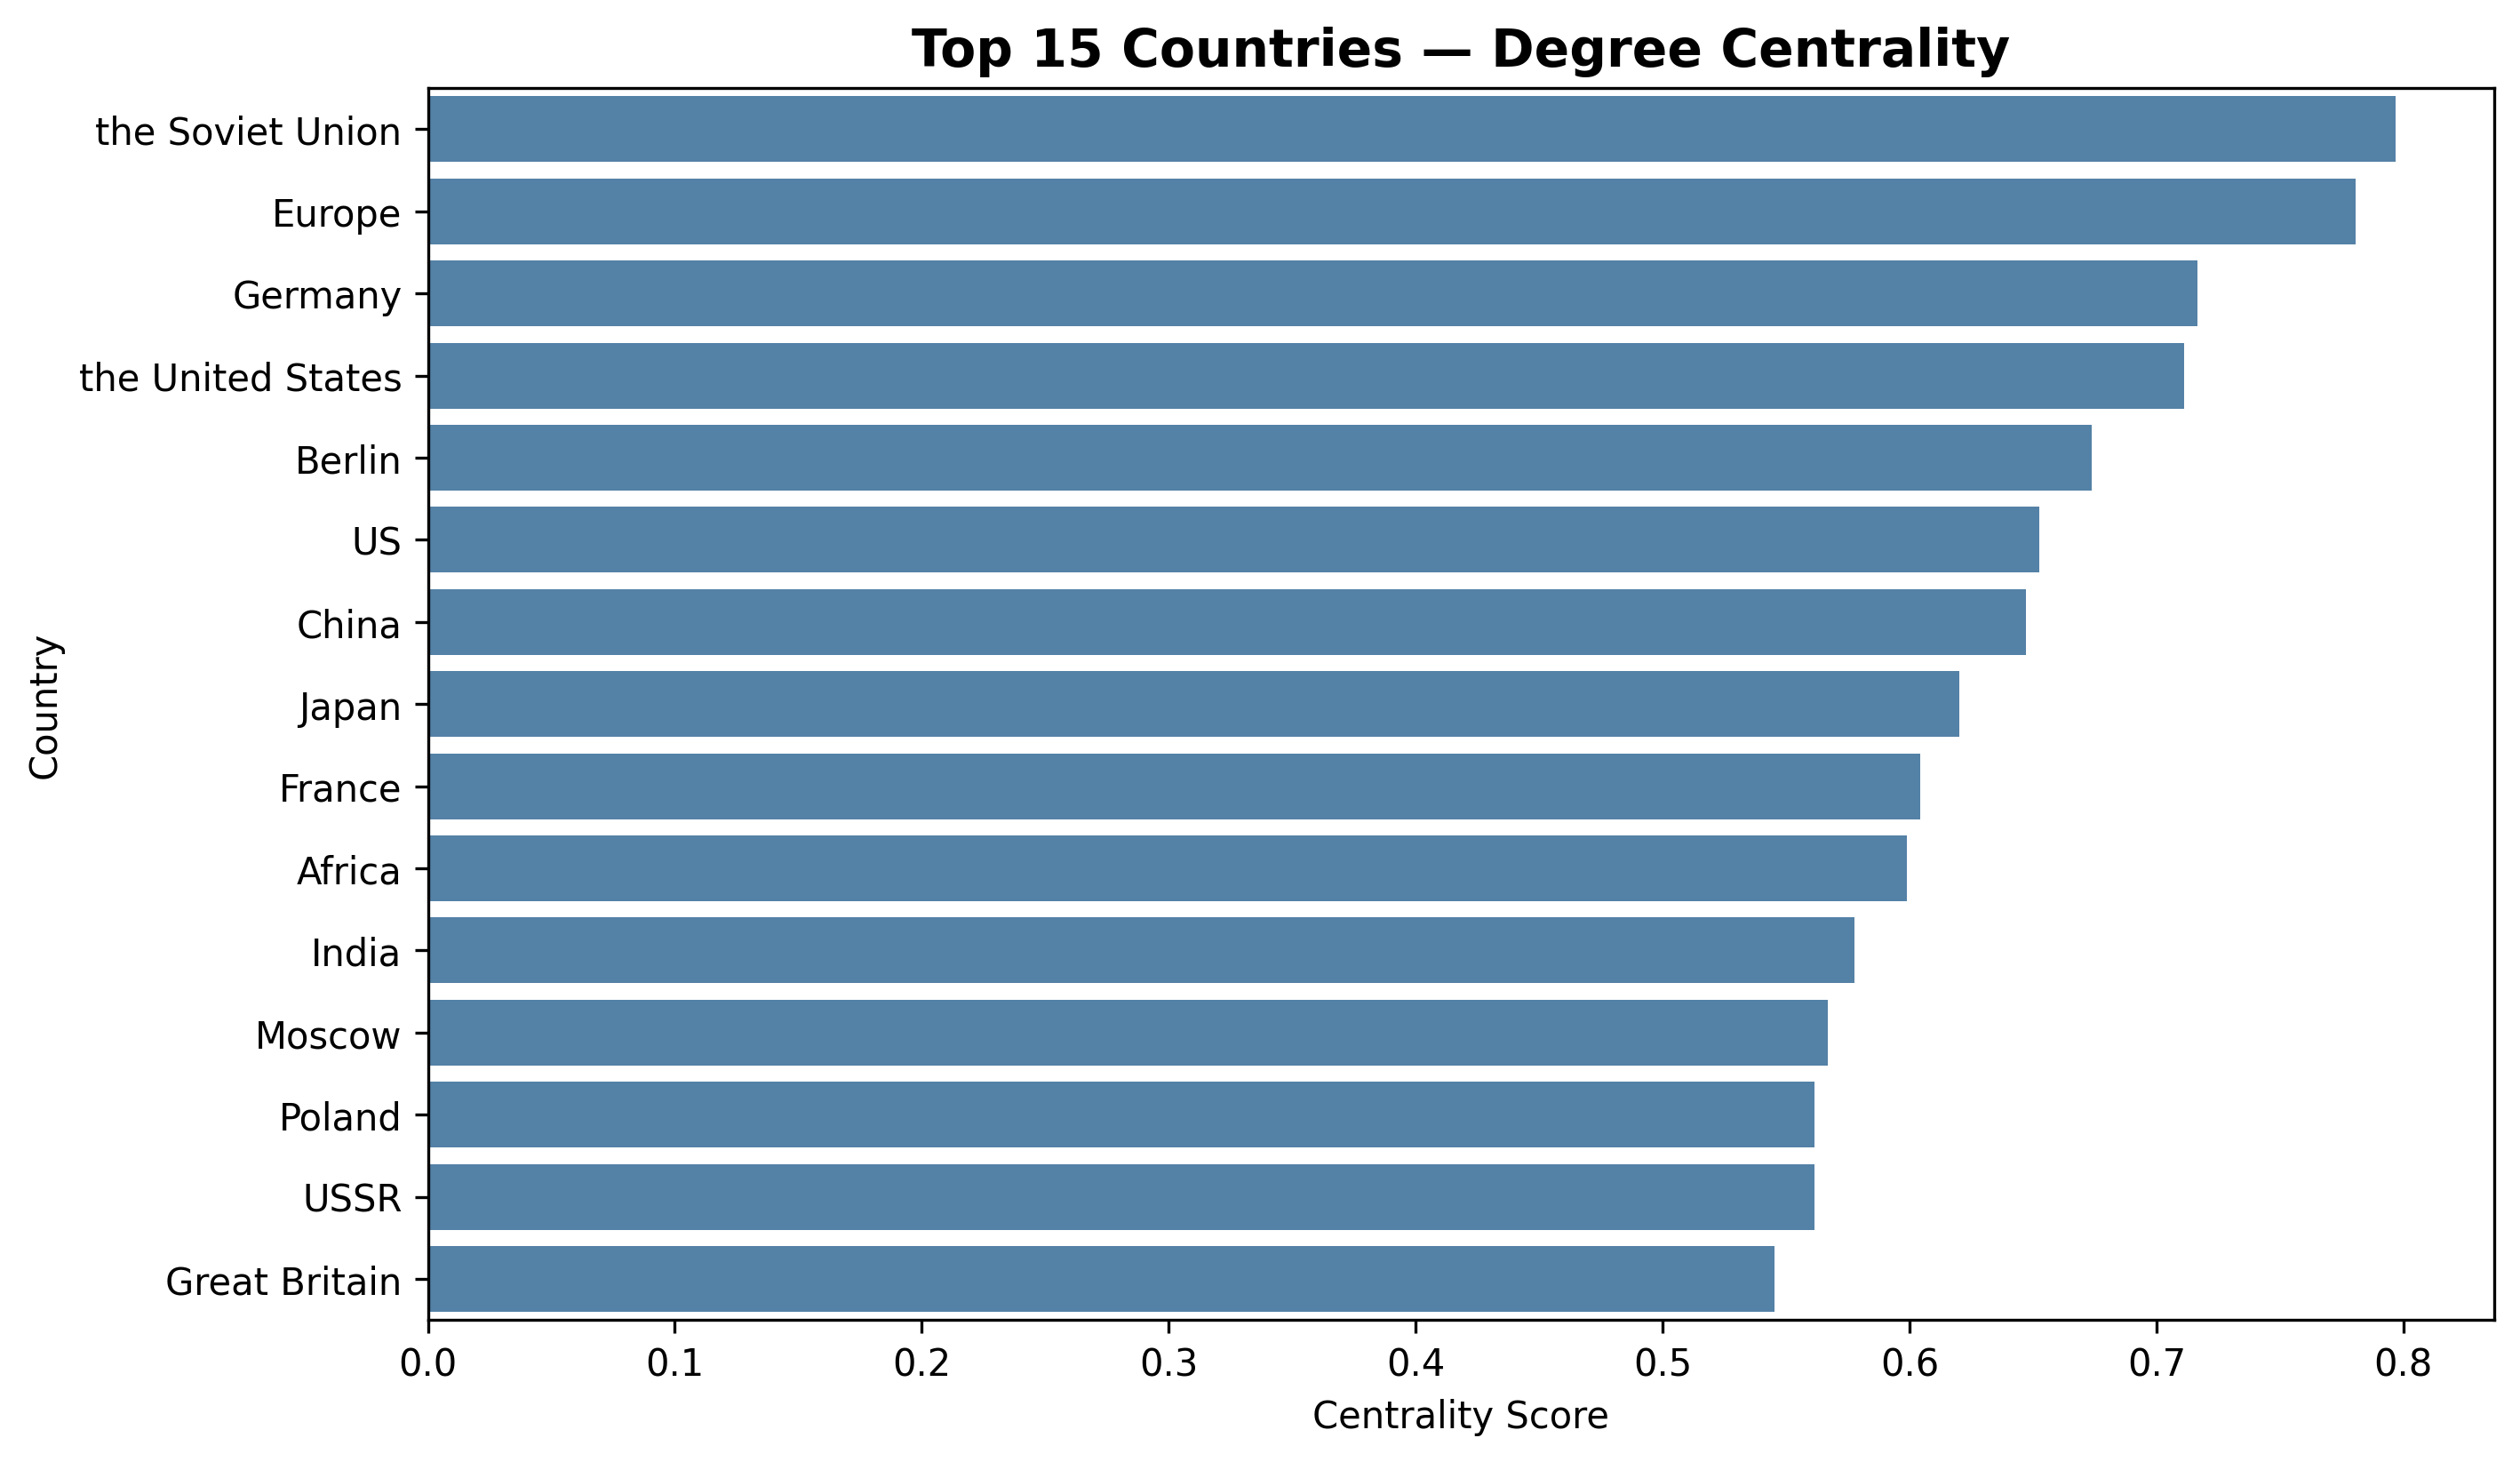 Top 15 Countries — Degree Centrality
the Soviet Union
Europe
Germany
the United States
Berlin
US
China
Japan
France
Africa
India
Moscow
Poland
USSR
Great Britain
Country
0.0 0.1 0.2 0.3 0.4 0.5 0.6 0.7 0.8
Centrality Score